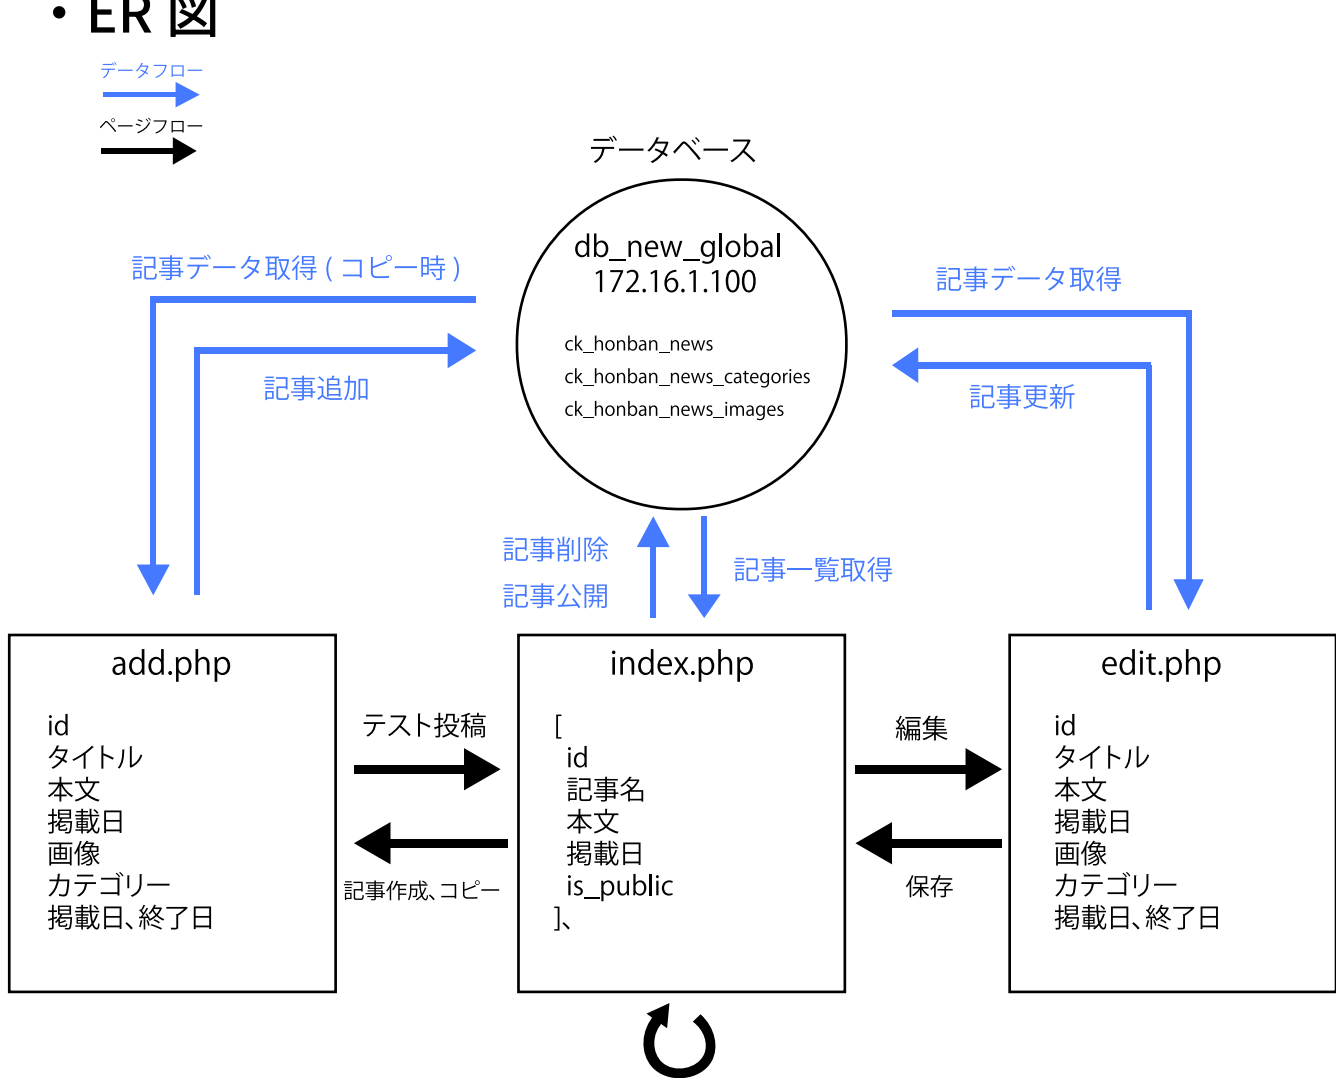 ・ER 図
データフロー
ページフロー
データベース
db_new_global
172.16.1.100
ck_honban_news
ck_honban_news_categories
ck_honban_news_images
記事データ取得 ( コピー時 )
記事追加
記事データ取得
記事更新
記事削除
記事公開
記事一覧取得
add.php
id
タイトル
本文
掲載日
画像
カテゴリー
掲載日、終了日
テスト投稿
記事作成、コピー
index.php
[
id
記事名
本文
掲載日
is_public
]、
編集
保存
edit.php
id
タイトル
本文
掲載日
画像
カテゴリー
掲載日、終了日